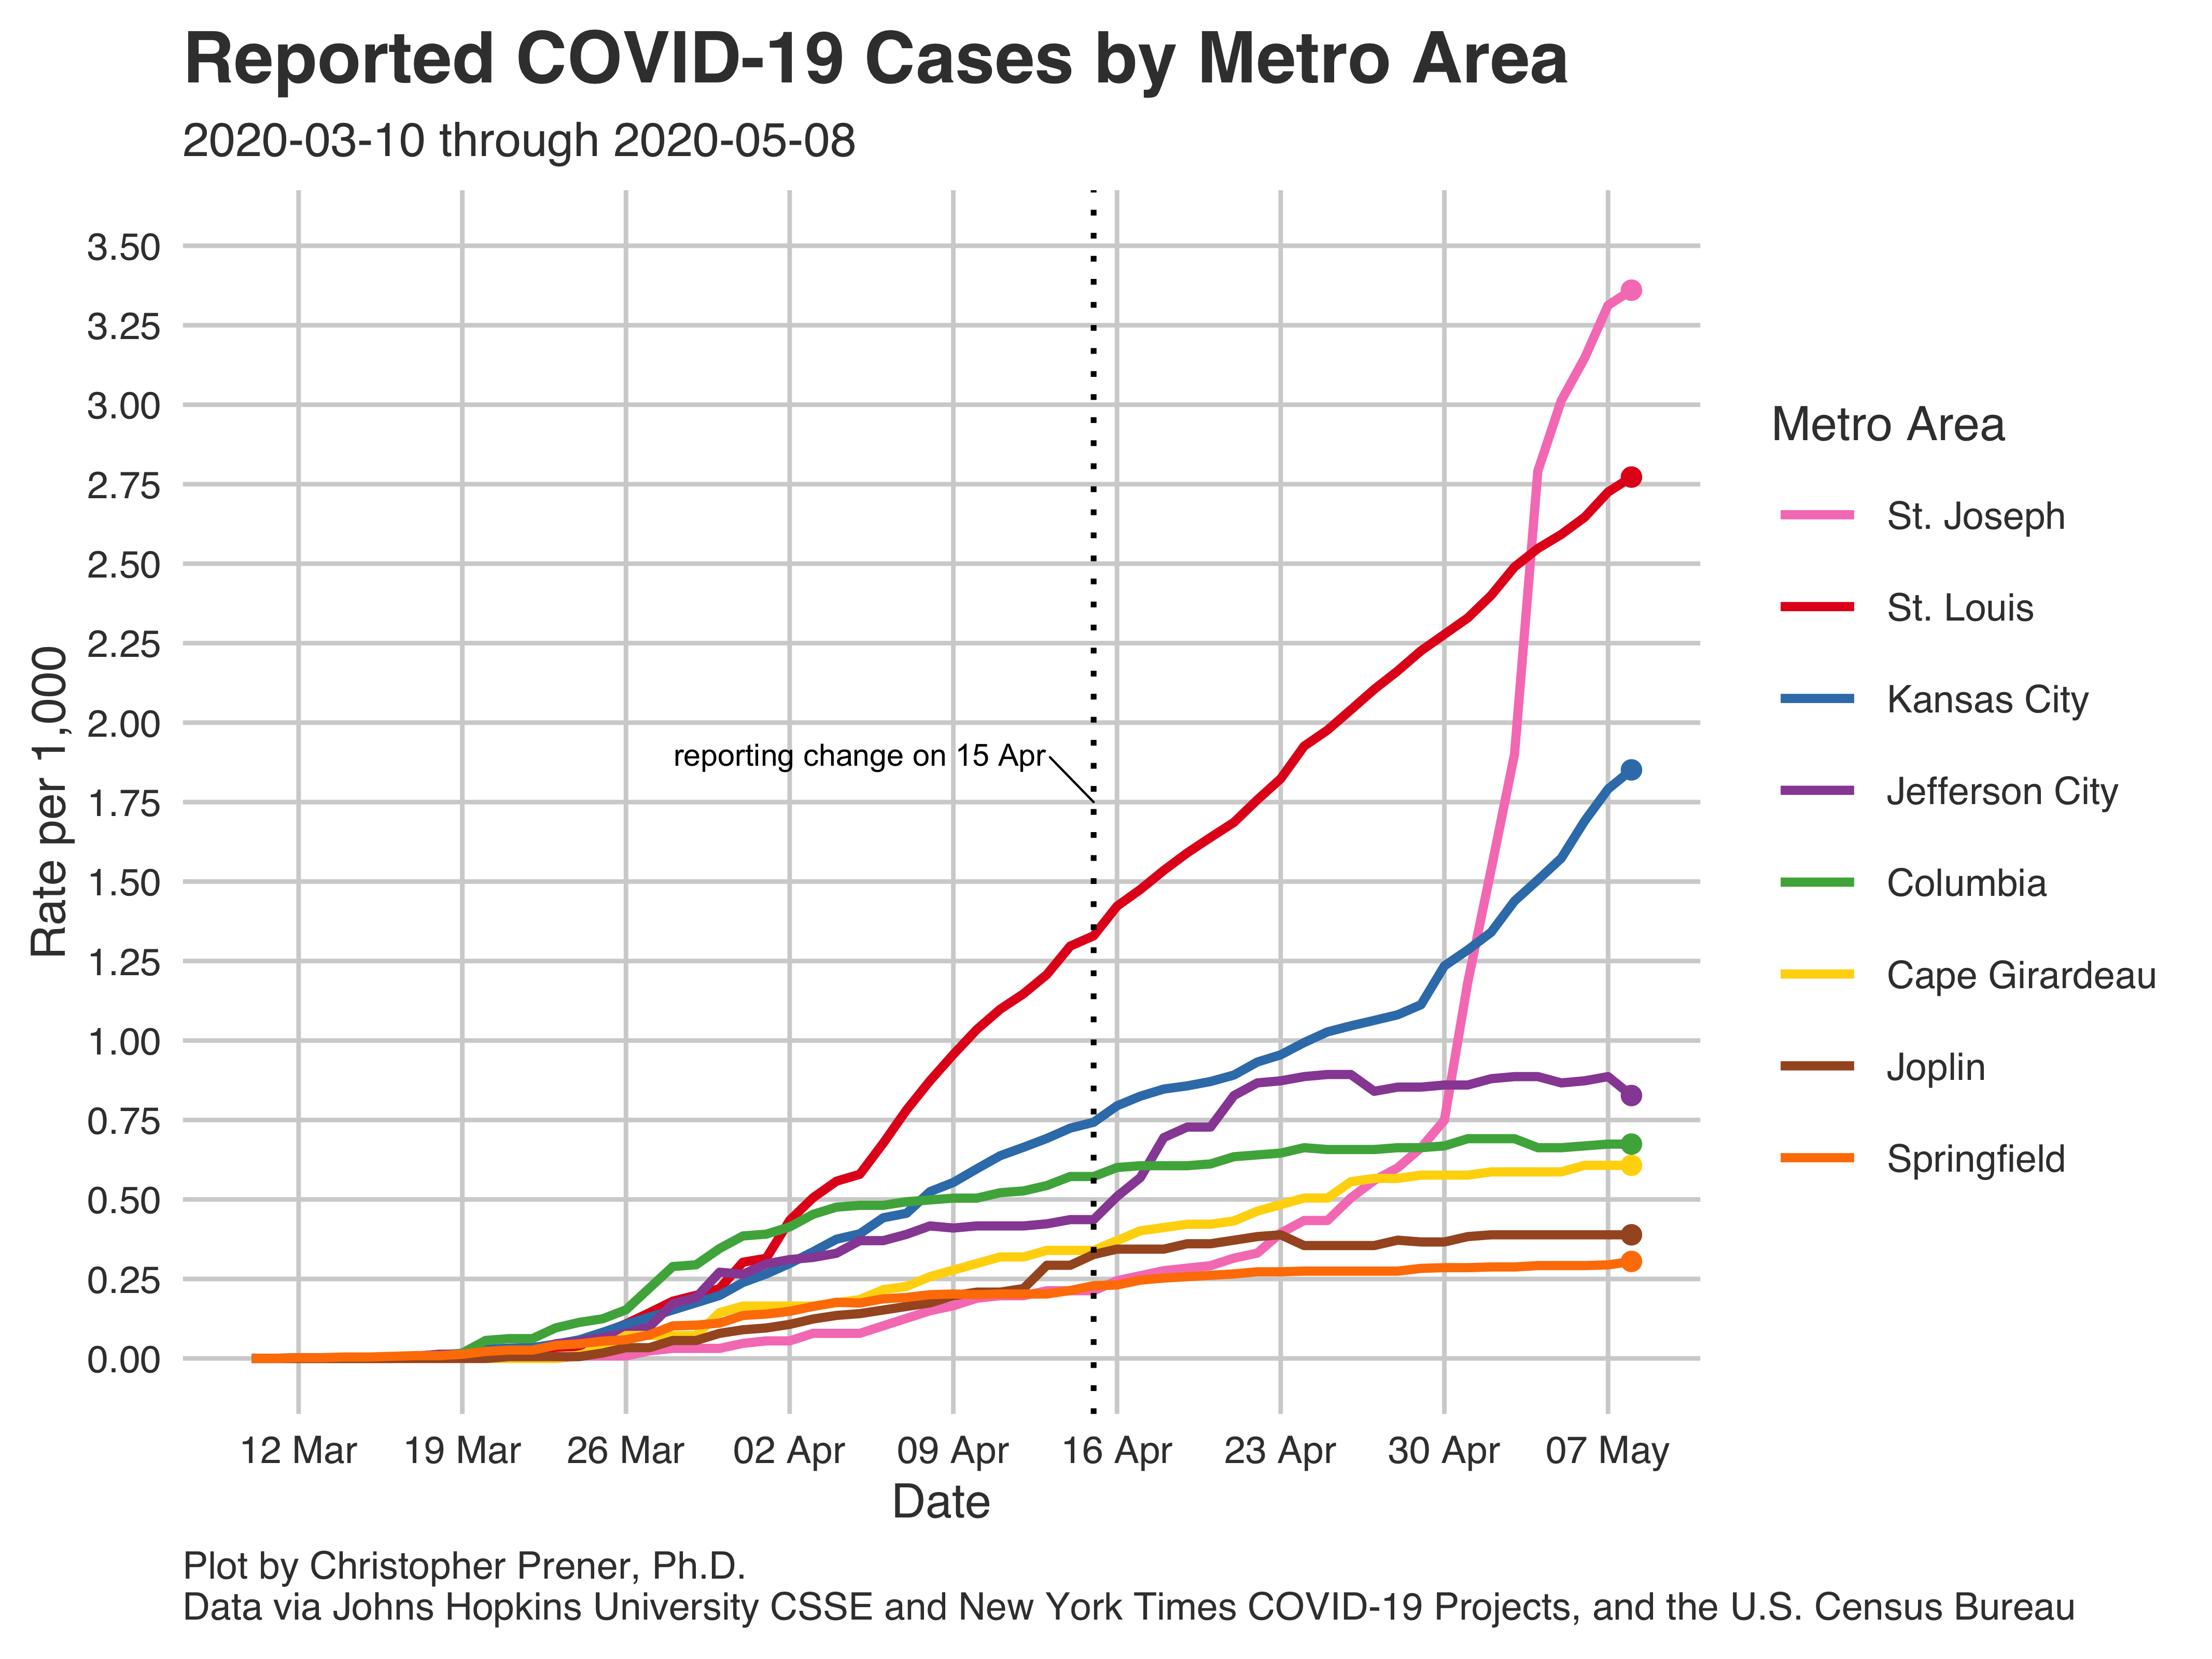 Reported COVID-19 Cases by Metro Area
2020-03-10 through 2020-05-08
3.50
3.25
3.00
2.75
2.50
2.25
2.00
1.75
1.50
1.25
1.00
0.75
0.50
0.25
0.00
Rate per 1,000
reporting change on 15 Apr
12 Mar
19 Mar
26 Mar
02 Apr
09 Apr
16 Apr
23 Apr
30 Apr
07 May
Date
Metro Area
St. Joseph
St. Louis
Kansas City
Jefferson City
Columbia
Cape Girardeau
Joplin
Springfield
Plot by Christopher Prener, Ph.D.
Data via Johns Hopkins University CSSE and New York Times COVID-19 Projects, and the U.S. Census Bureau